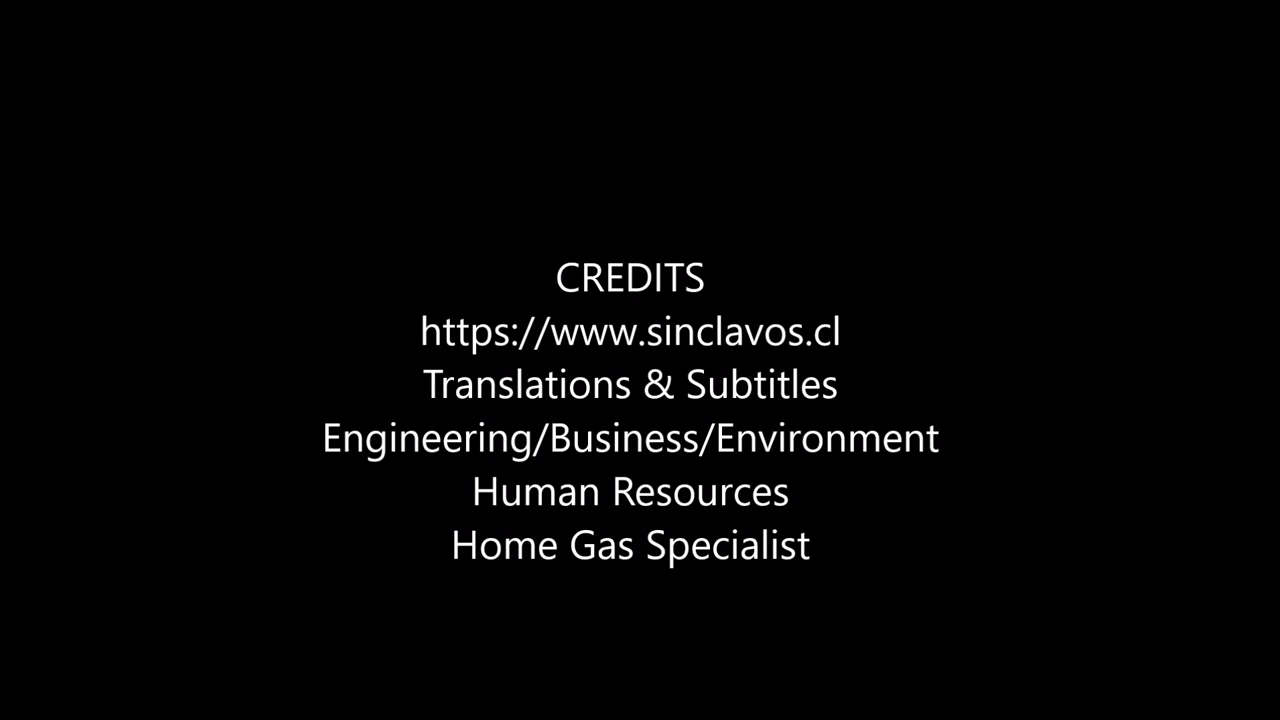 CREDITS
https://www.sinclavos.cl
Translations & Subtitles
Engineering/Business/Environment
Human Resources
Home Gas Specialist